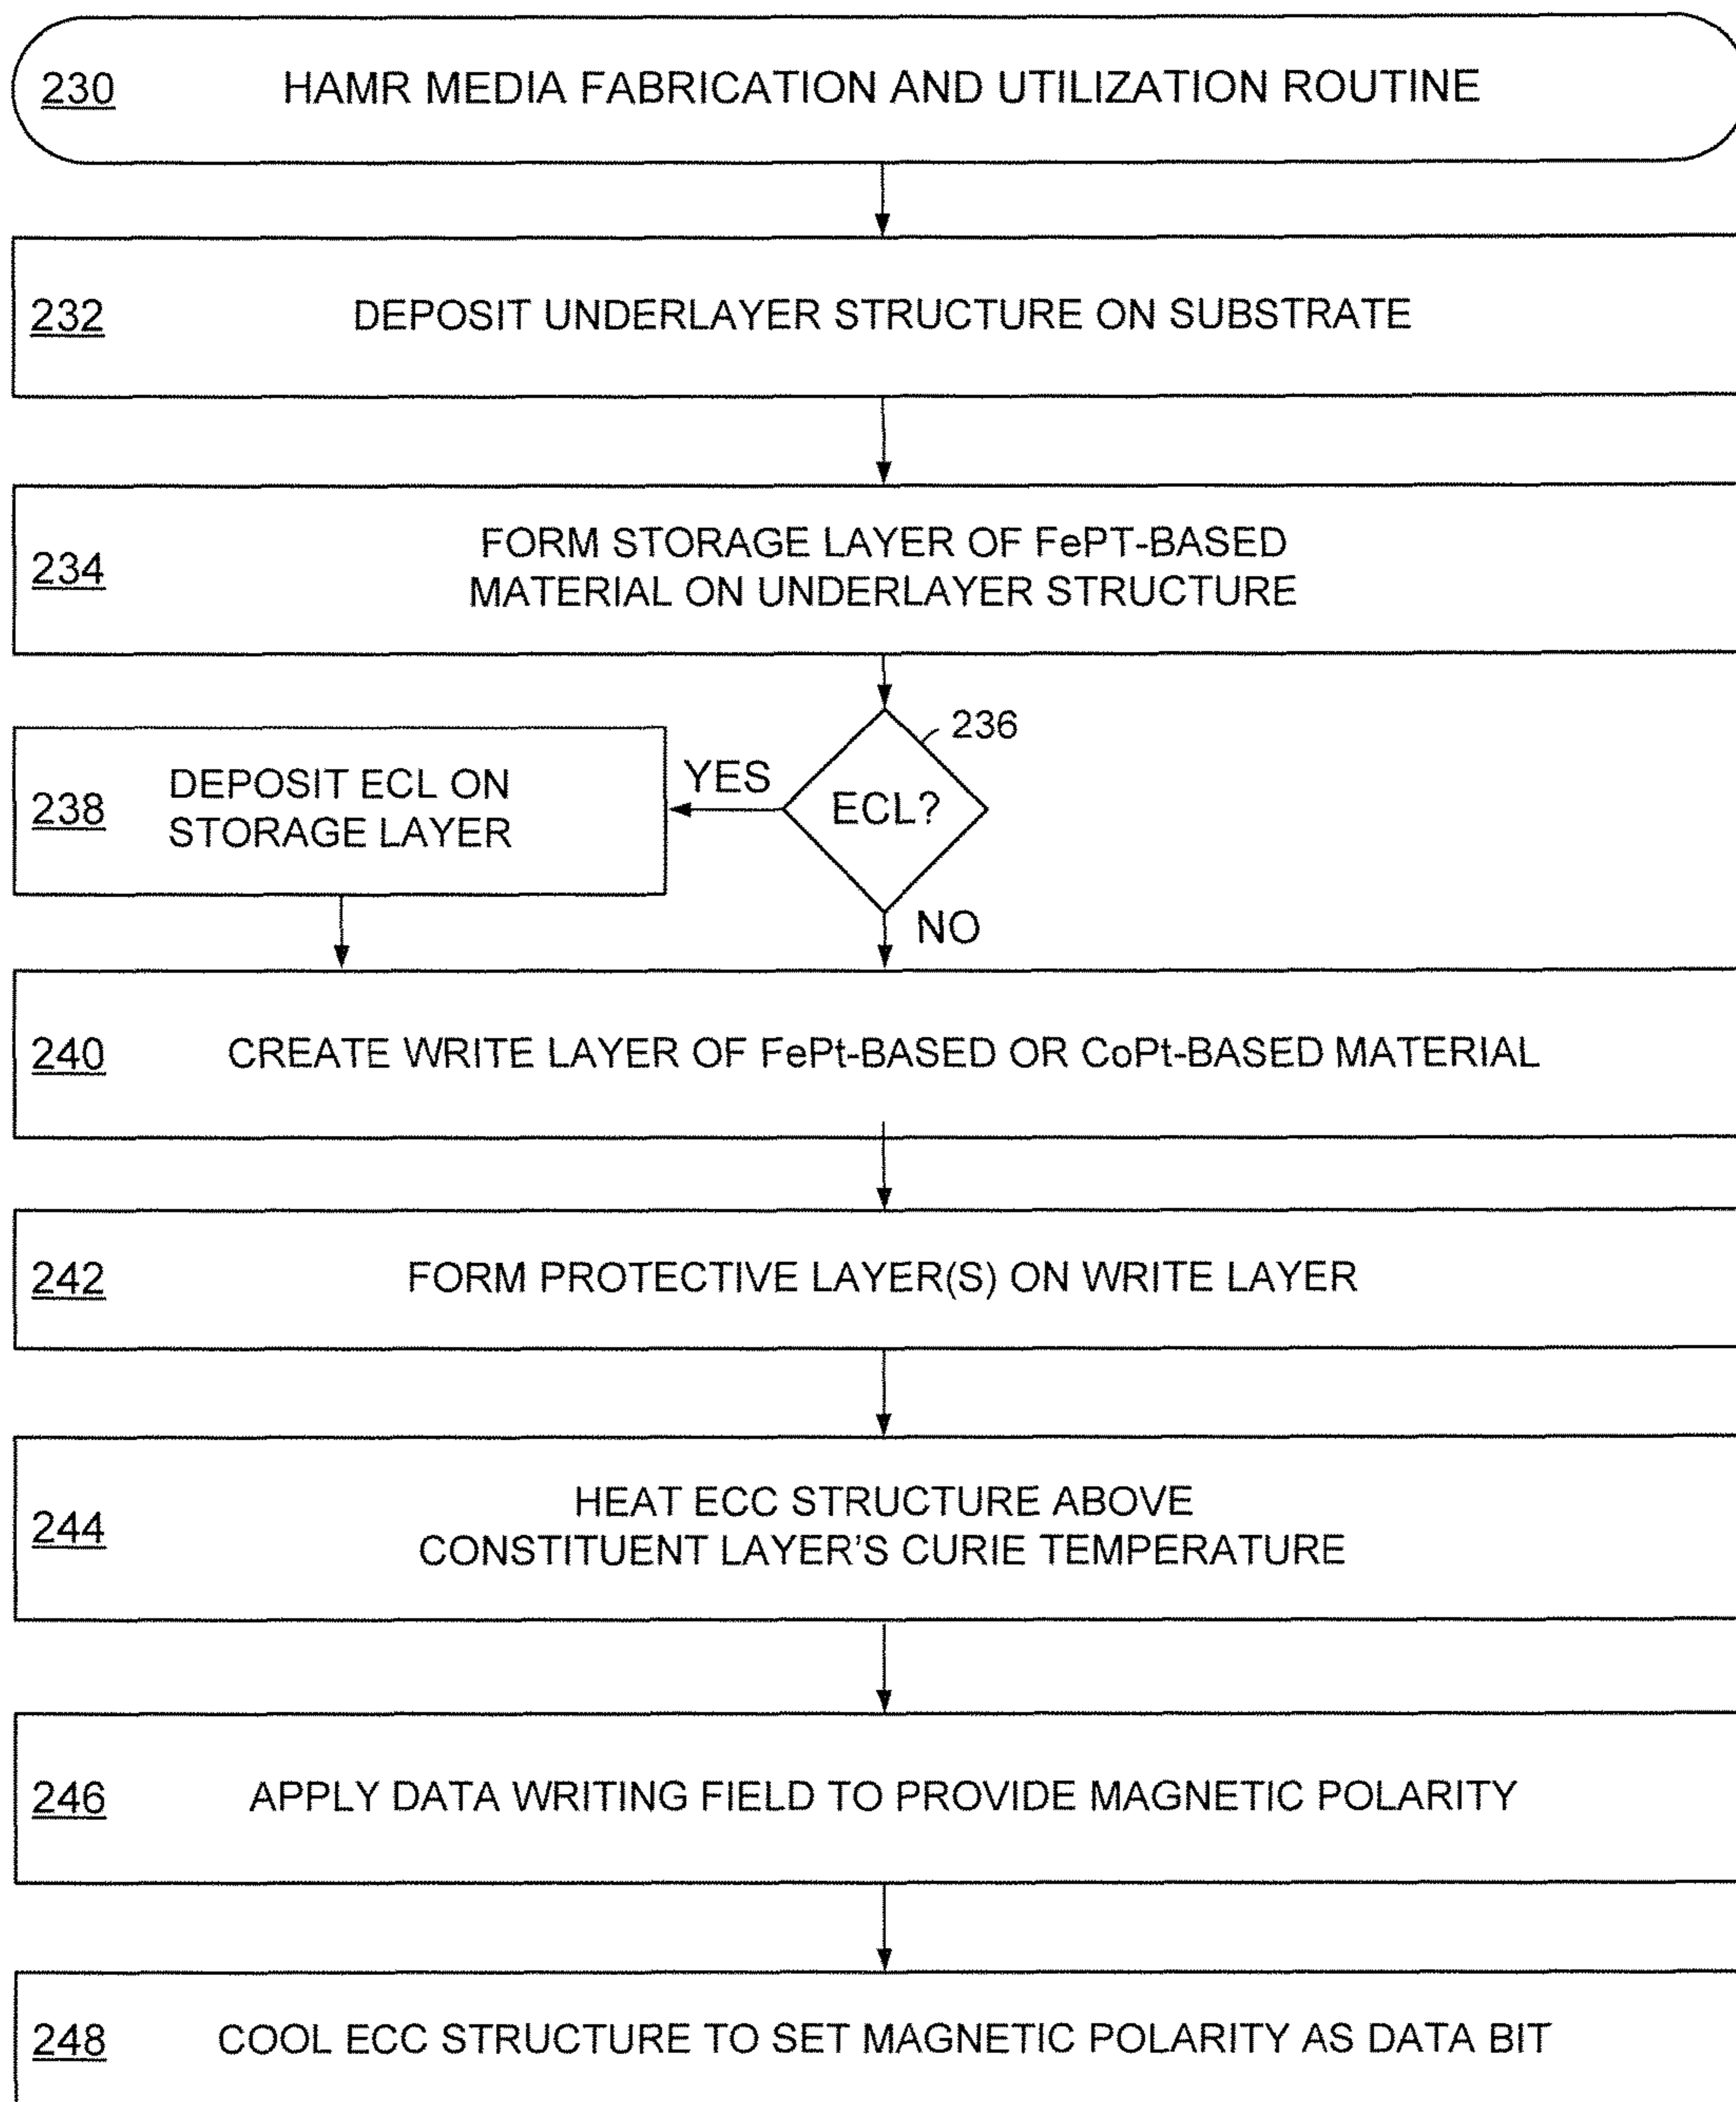 230 HAMR MEDIA FABRICATION AND UTILIZATION ROUTINE
232 DEPOSIT UNDERLAYER STRUCTURE ON SUBSTRATE
234 FORM STORAGE LAYER OF FePT-BASED
MATERIAL ON UNDERLAYER STRUCTURE
236
ECL?
YES
238 DEPOSIT ECL ON
STORAGE LAYER
NO
240 CREATE WRITE LAYER OF FePt-BASED OR CoPt-BASED MATERIAL
242 FORM PROTECTIVE LAYER(S) ON WRITE LAYER
244 HEAT ECC STRUCTURE ABOVE
CONSTITUENT LAYER'S CURIE TEMPERATURE
246 APPLY DATA WRITING FIELD TO PROVIDE MAGNETIC POLARITY
248 COOL ECC STRUCTURE TO SET MAGNETIC POLARITY AS DATA BIT